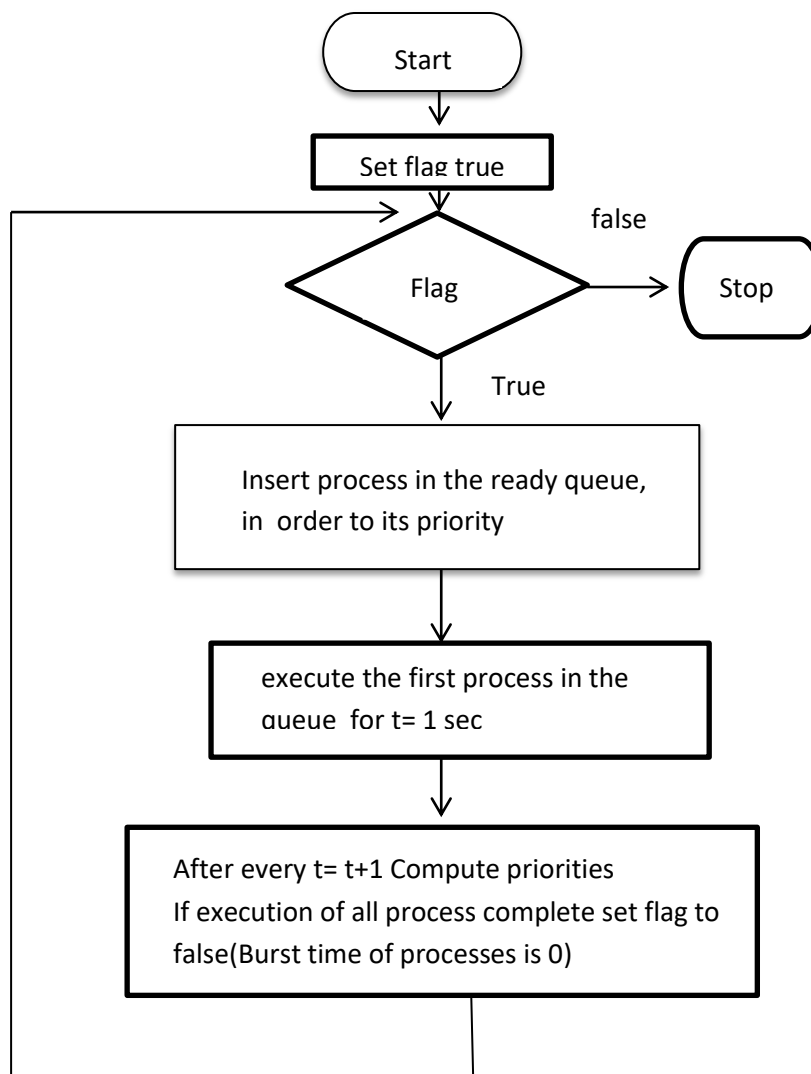 Start
Set flag true
false
Flag
Stop
True
Insert process in the ready queue,
in order to its priority
execute the first process in the
queue for t= 1 sec
After every t= t+1 Compute priorities
If execution of all process complete set flag to
false(Burst time of processes is 0)